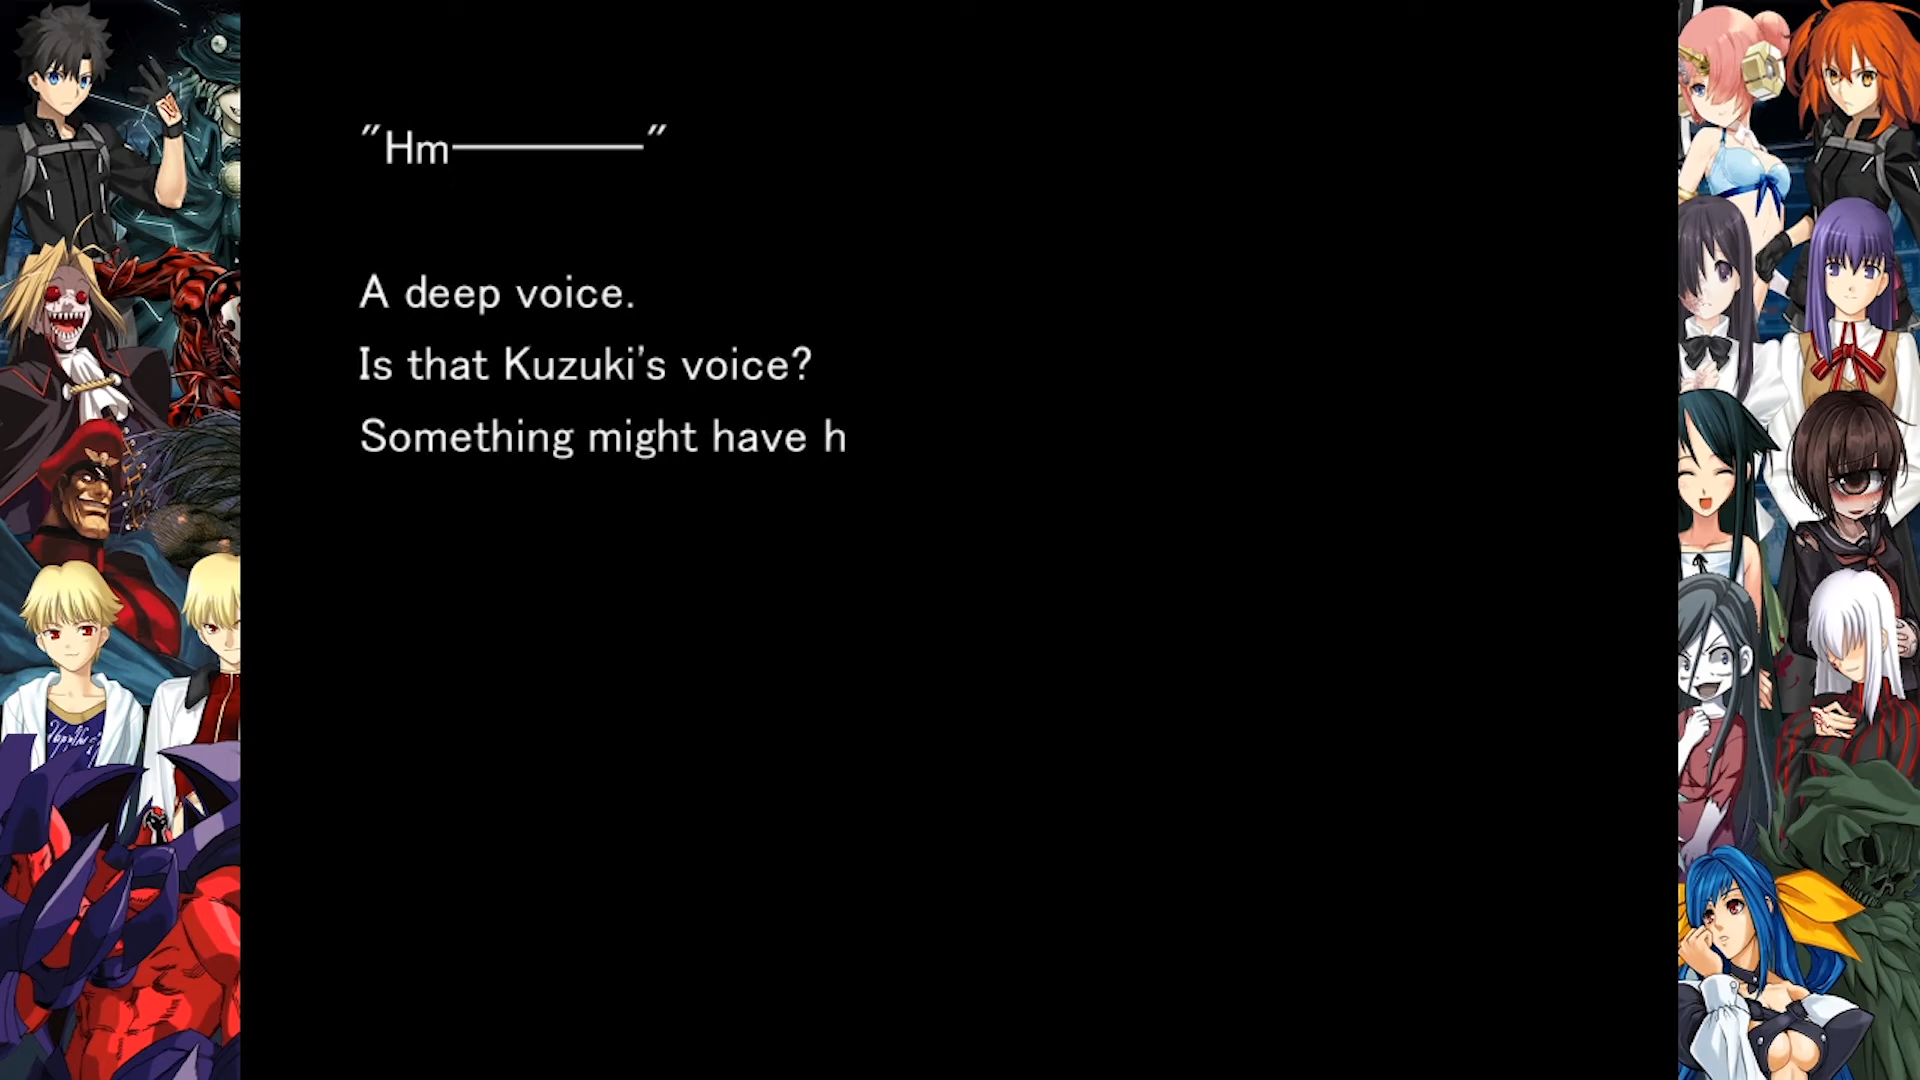 "Hm————"
A deep voice.
Is that Kuzuki's voice?
Something might have h